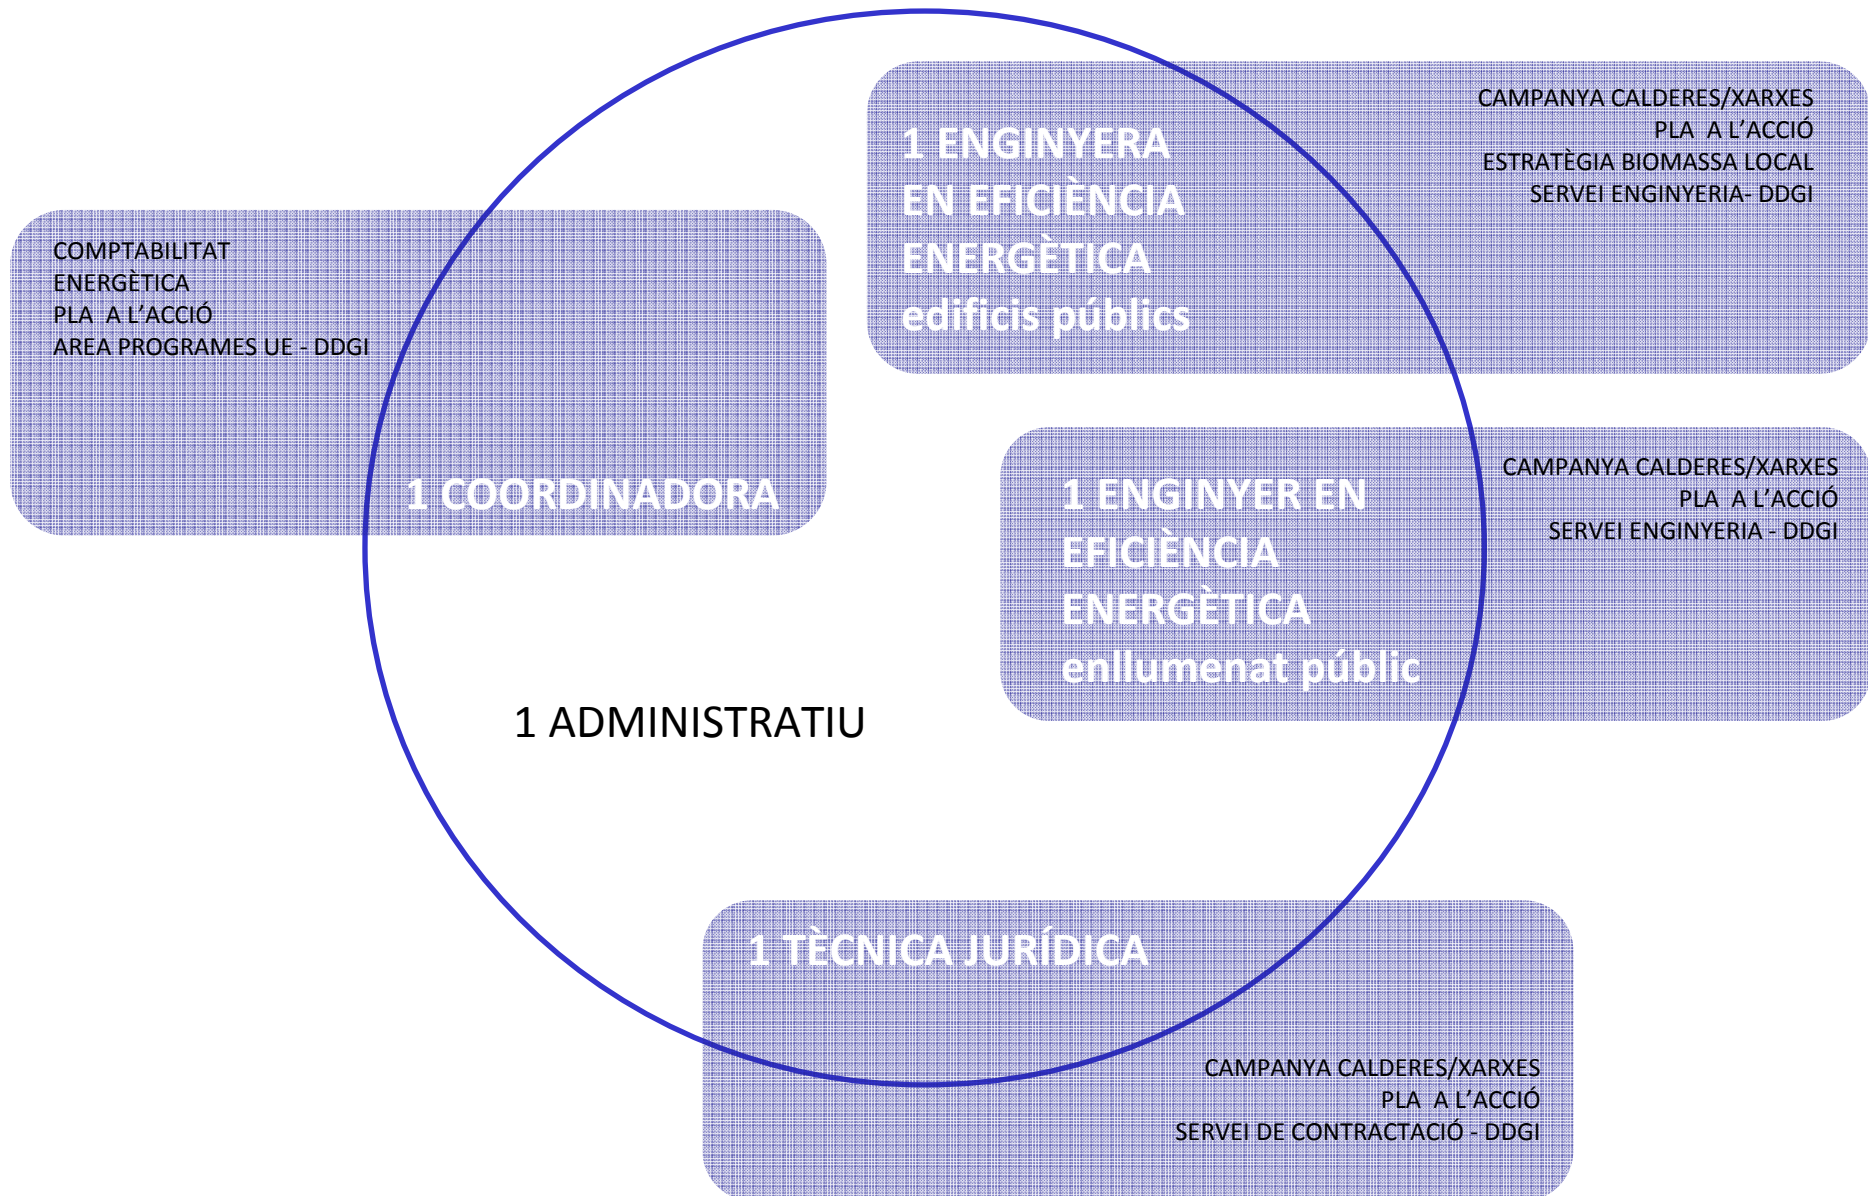 CAMPANYA CALDERES/XARXES
PLA A L’ACCIÓ
ESTRATÈGIA BIOMASSA LOCAL
SERVEI ENGINYERIA- DDGI
1 ENGINYERA
EN EFICIÈNCIA
ENERGÈTICA
edificis públics
COMPTABILITAT
ENERGÈTICA
PLA A L’ACCIÓ
AREA PROGRAMES UE - DDGI
1 COORDINADORA
CAMPANYA CALDERES/XARXES
PLA A L’ACCIÓ
SERVEI ENGINYERIA - DDGI
1 ENGINYER EN
EFICIÈNCIA
ENERGÈTICA
enllumenat públic
1 ADMINISTRATIU
1 TÈCNICA JURÍDICA
CAMPANYA CALDERES/XARXES
PLA A L’ACCIÓ
SERVEI DE CONTRACTACIÓ - DDGI